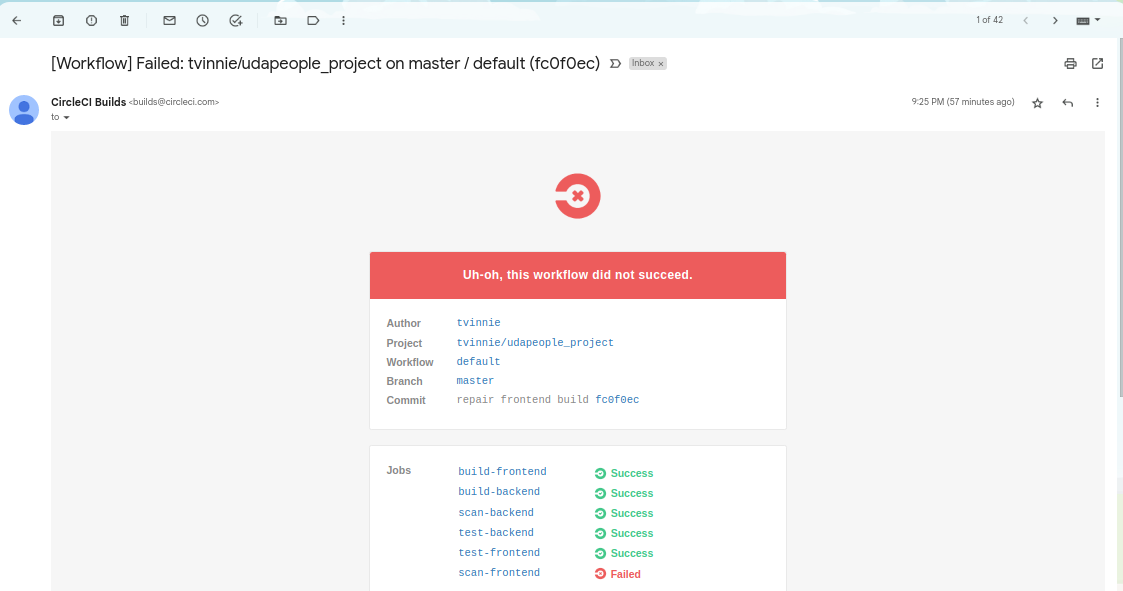 1 of 42
[Workflow] Failed: tvinnie/udapeople_project on master / default (fc0f0ec) Inbox x
CircleCI Builds <builds@circleci.com> 9:25 PM (57 minutes ago)
to
Uh-oh, this workflow did not succeed.
Author tvinnie
Project tvinnie/udapeople_project
Workflow default
Branch master
Commit repair frontend build fc0f0ec
Jobs build-frontend Success
build-backend Success
scan-backend Success
test-backend Success
test-frontend Success
scan-frontend Failed